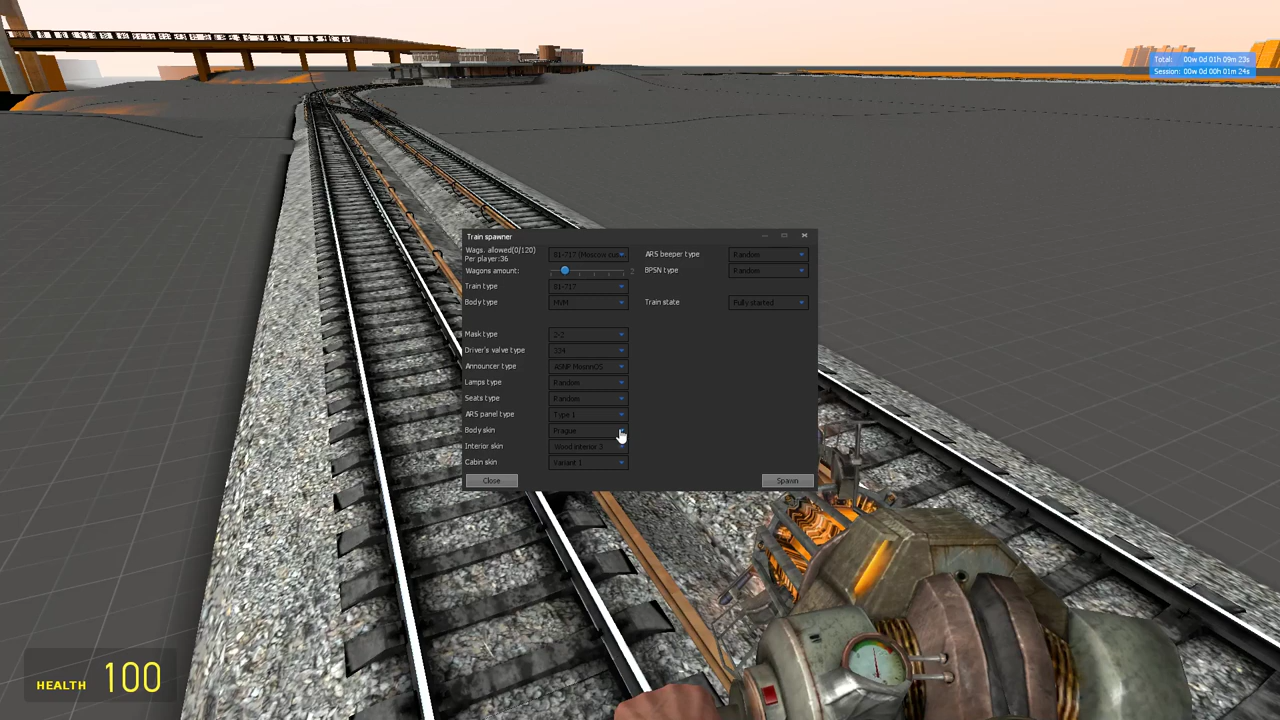 Total: 00w 0d 01h 09m 23s
Session: 00w 0d 00h 01m 24s
Train spawner
Wags. allowed(0/120)
Per player:36
01-717 (Moscow cus
ARS beeper type
Random
Wagons amount:
2
BPSN type
Random
Train type
81-717
Body type
MVM
Train state
Fully started
Mask type
2-2
Driver's valve type
334
Announcer type
ASNP MosmOS
Lamps type
Random
Seats type
Random
ARS panel type
Type 1
Body skin
Prague
Interior skin
Wood interior 3
Cabin skin
Variant 1
Close
Spawn
HEALTH 100